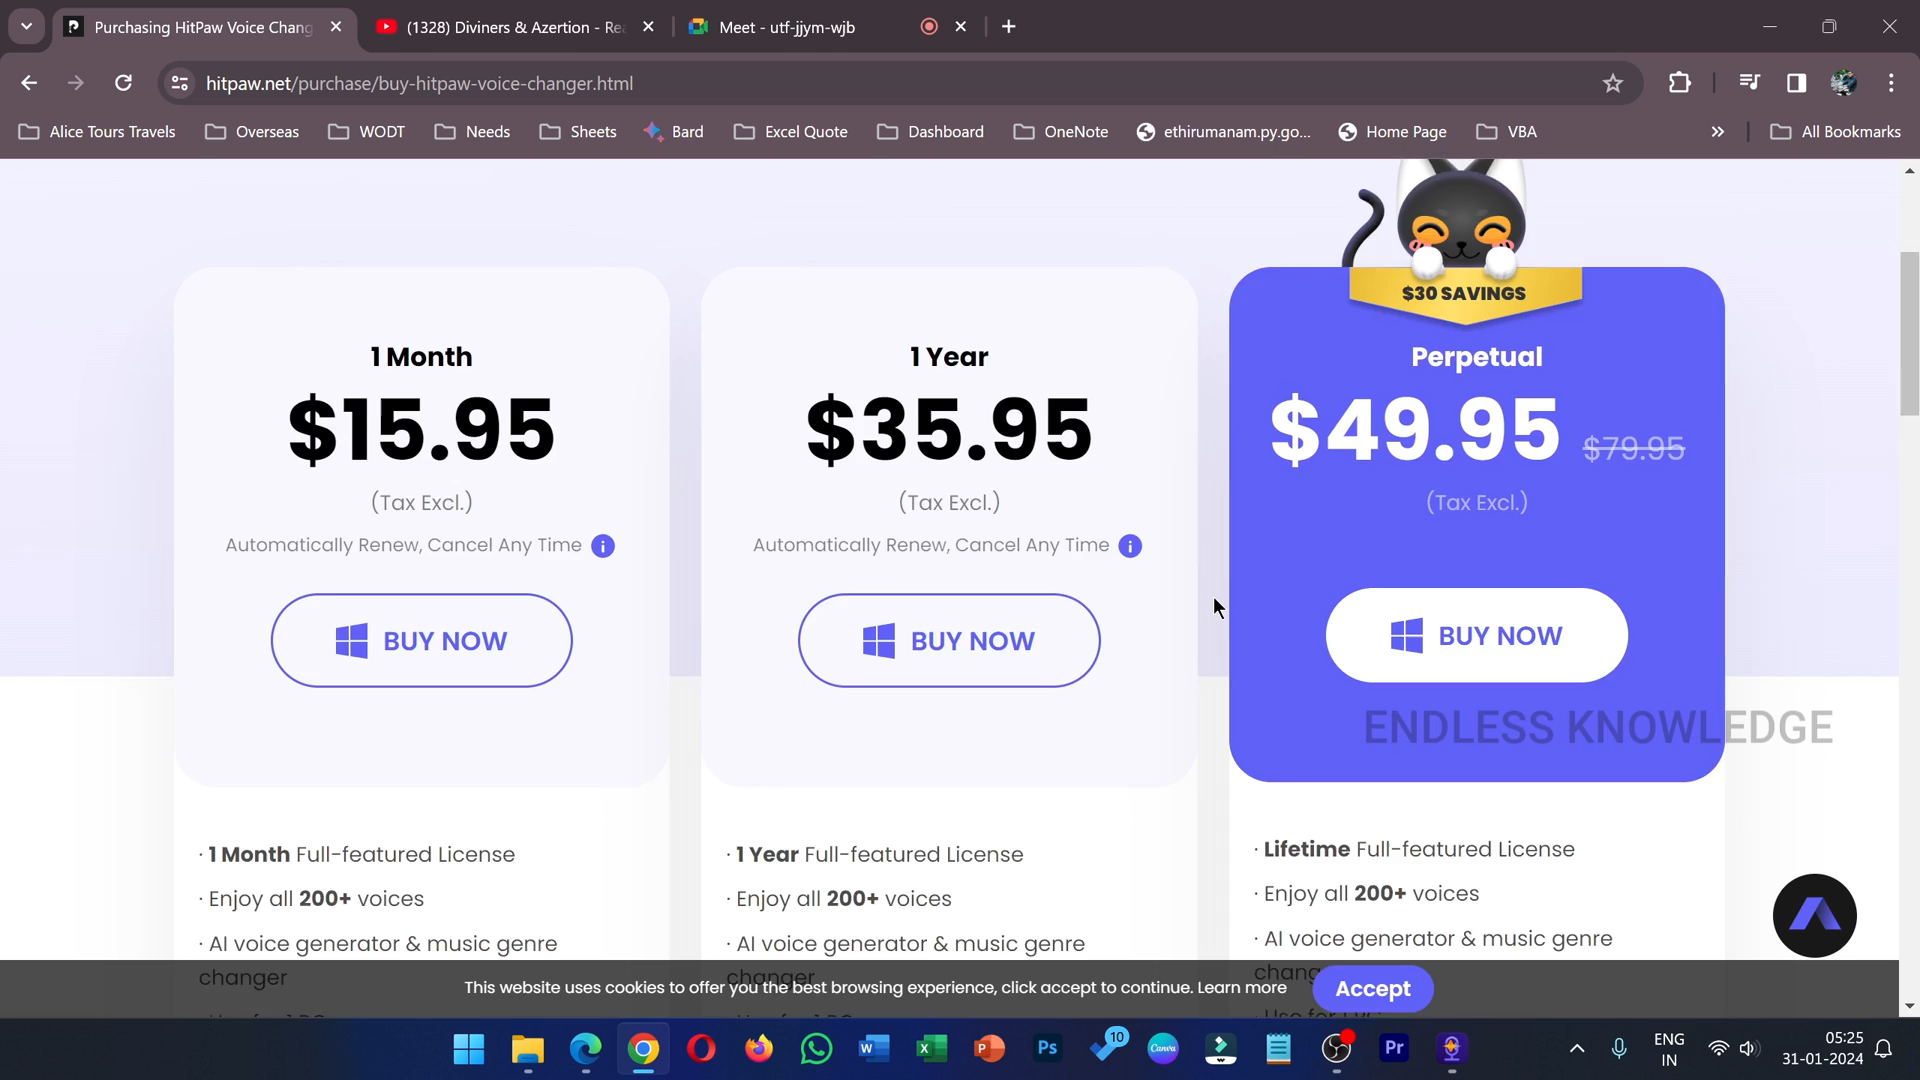 Purchasing HitPaw Voice Chang
(1328) Diviners & Azertion - Re
Meet - utf-jjym-wjb
hitpaw.net/purchase/buy-hitpaw-voice-changer.html
Alice Tours Travels
Overseas
WODT
Needs
Sheets
Bard
Excel Quote
Dashboard
OneNote
ethirumanam.py.go...
Home Page
VBA
All Bookmarks
$30 SAVINGS
1 Month
$15.95
(Tax Excl.)
Automatically Renew, Cancel Any Time
BUY NOW
1 Year
$35.95
(Tax Excl.)
Automatically Renew, Cancel Any Time
BUY NOW
Perpetual
$49.95 $79.95
(Tax Excl.)
BUY NOW
ENDLESS KNOWLEDGE
· 1 Month Full-featured License
· Enjoy all 200+ voices
· AI voice generator & music genre
changer
· 1 Year Full-featured License
· Enjoy all 200+ voices
· AI voice generator & music genre
changer
· Lifetime Full-featured License
· Enjoy all 200+ voices
· AI voice generator & music genre
This website uses cookies to offer you the best browsing experience, click accept to continue. Learn more
Accept
10
ENG
IN
05:25
31-01-2024